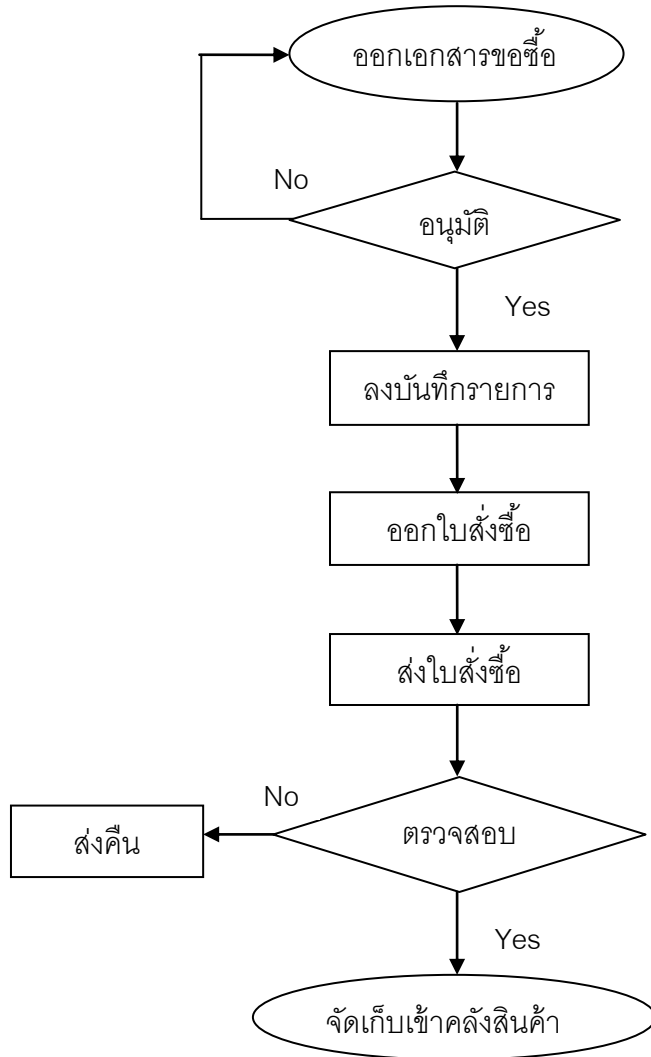 ออกเอกสารขอซื้อ
No
อนุมัติ
Yes
ลงบันทึกรายการ
ออกใบสั่งซื้อ
ส่งใบสั่งซื้อ
No
ส่งคืน
ตรวจสอบ
Yes
จัดเก็บเข้าคลังสินค้า